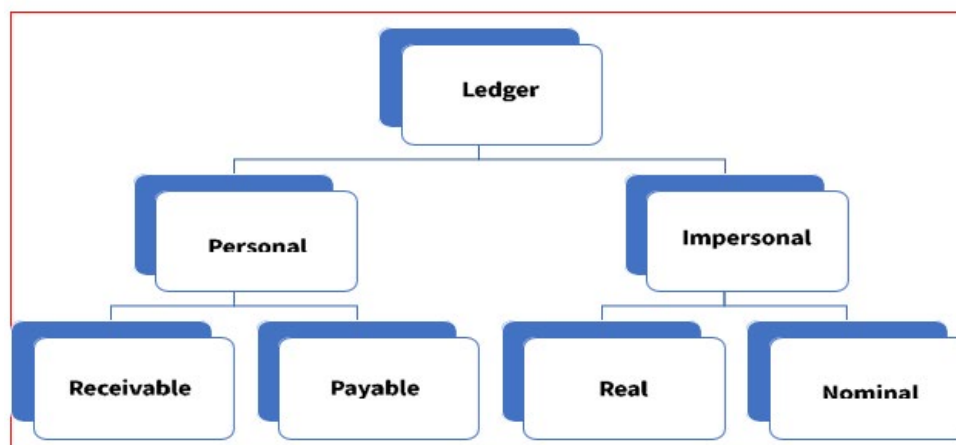 Ledger
Personal
Impersonal
Receivable
Payable
Real
Nominal